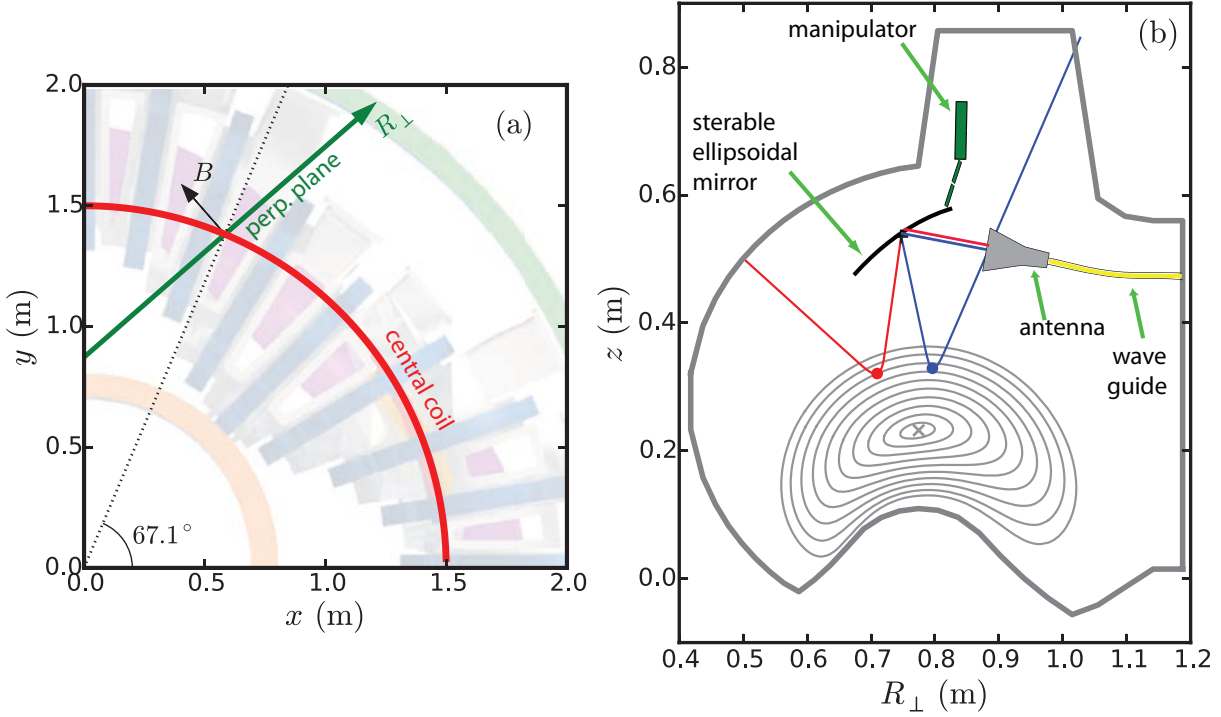 (a)
2.0
1.5
1.0
0.5
0.0
0.0
0.5
1.0
1.5
2.0
y (m)
x (m)
R⊥
B
perp. plane
central coil
67.1°
(b)
0.8
0.6
0.4
0.2
0.0
0.4
0.5
0.6
0.7
0.8
0.9
1.0
1.1
1.2
z (m)
R⊥ (m)
manipulator
sterable
ellipsoidal
mirror
antenna
wave
guide